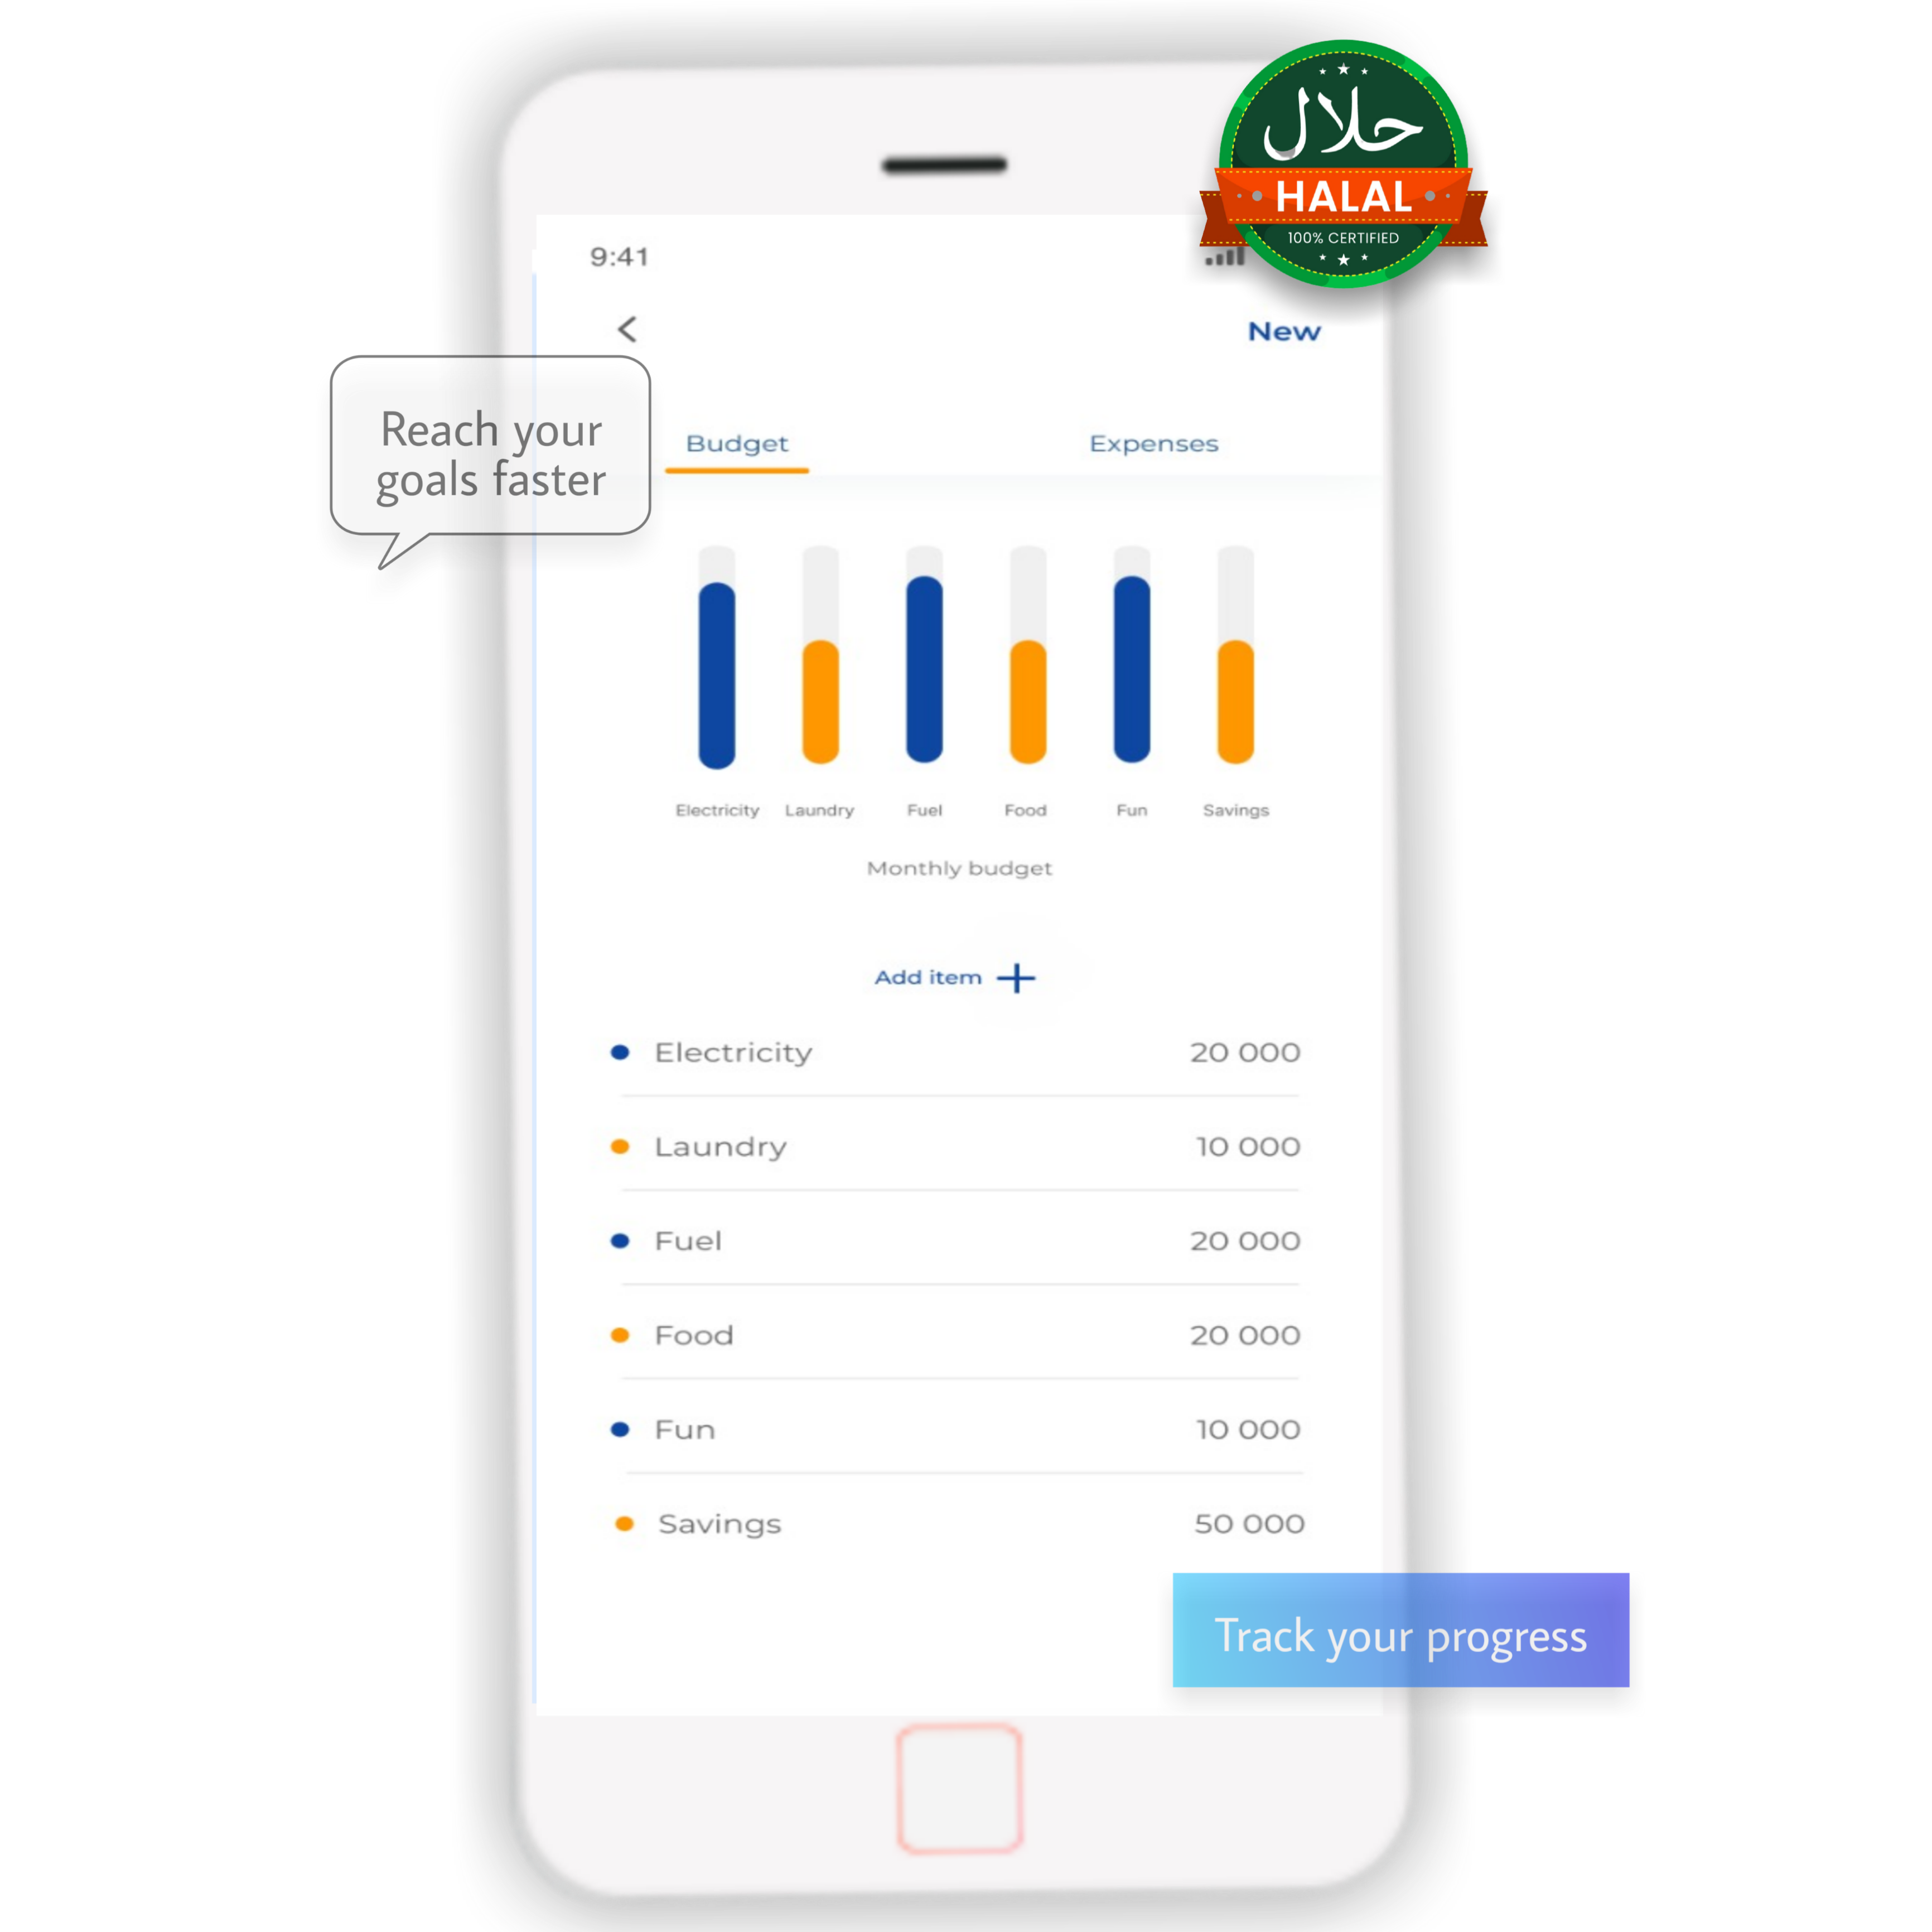 حلال
HALAL
100% CERTIFIED
9:41
New
Reach your
goals faster
Budget
Expenses
Electricity
Laundry
Fuel
Food
Fun
Savings
Monthly budget
Add item
Electricity 20 000
Laundry 10 000
Fuel 20 000
Food 20 000
Fun 10 000
Savings 50 000
Track your progress